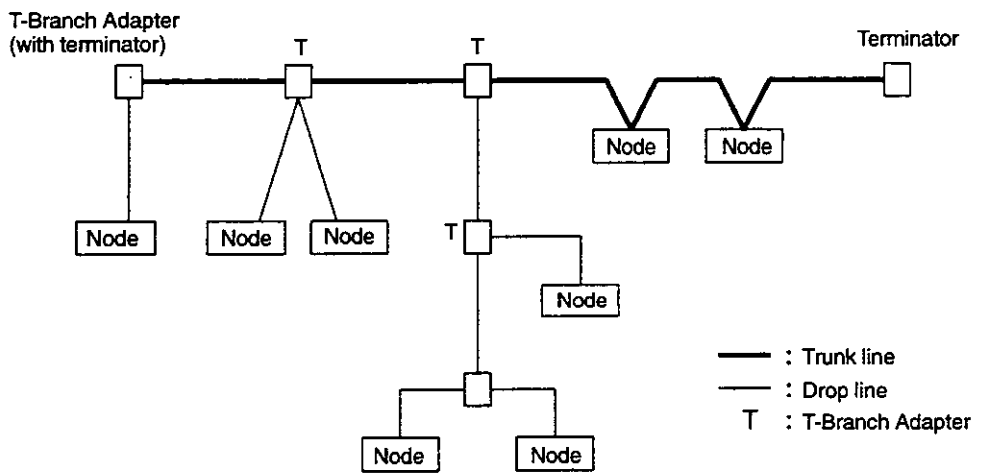 T-Branch Adapter
(with terminator)
T
T
Terminator
Node
Node
Node
Node
Node
T
Node
Node
Node
: Trunk line
: Drop line
T : T-Branch Adapter